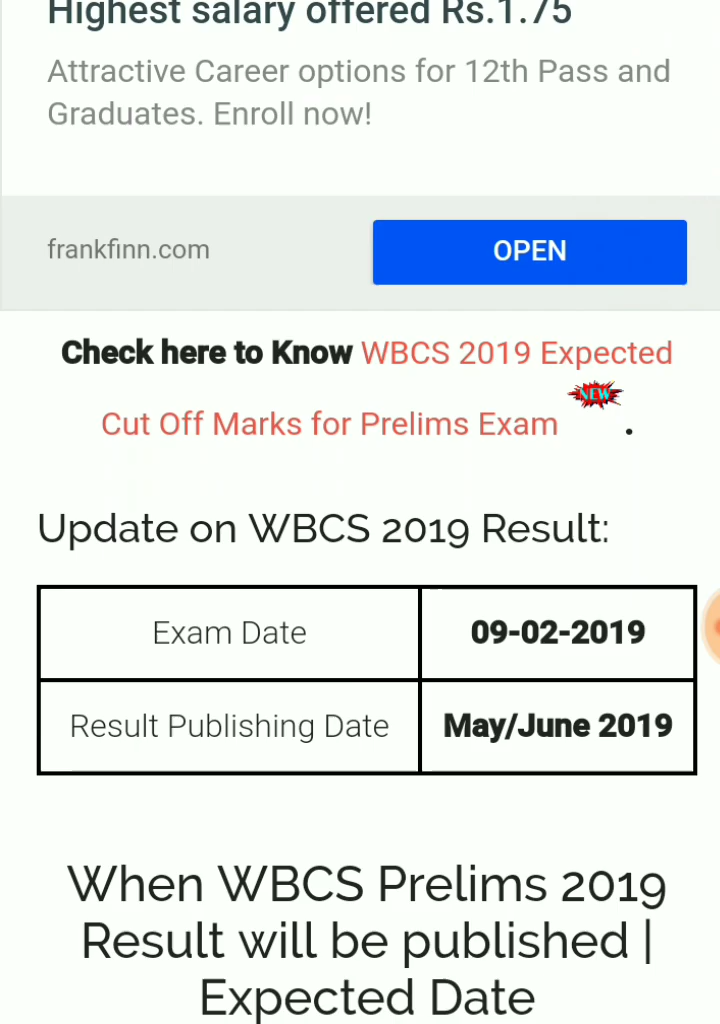 Highest salary offered Rs.1.75
Attractive Career options for 12th Pass and
Graduates. Enroll now!
frankfinn.com
OPEN
Check here to Know WBCS 2019 Expected
NEW
Cut Off Marks for Prelims Exam .
Update on WBCS 2019 Result:
Exam Date 09-02-2019
Result Publishing Date May/June 2019
When WBCS Prelims 2019
Result will be published |
Expected Date